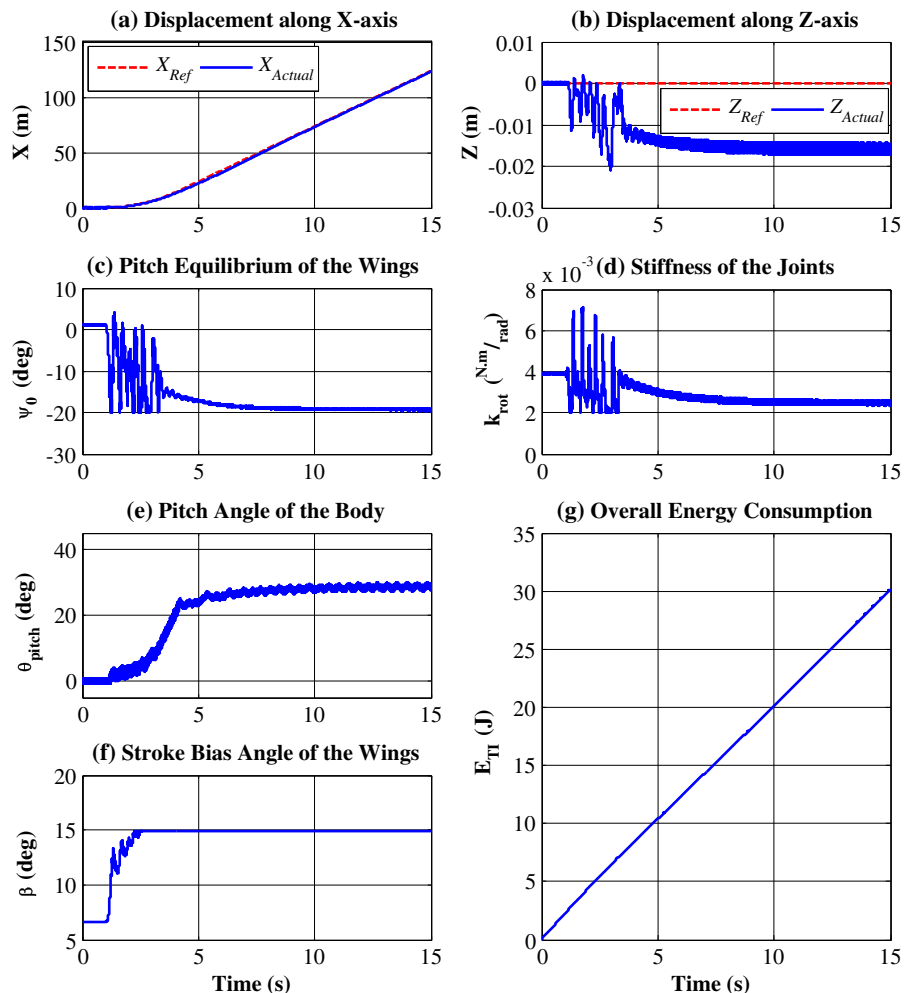 (a) Displacement along X-axis
150
100
50
0
X (m)
X_Ref X_Actual
0 5 10 15
(b) Displacement along Z-axis
0.01
0
-0.01
-0.02
-0.03
Z (m)
Z_Ref Z_Actual
0 5 10 15
(c) Pitch Equilibrium of the Wings
10
0
-10
-20
-30
ψ_0 (deg)
0 5 10 15
(d) Stiffness of the Joints
x 10^-3
8
6
4
2
0
k_rot (N.m/rad)
0 5 10 15
(e) Pitch Angle of the Body
40
20
0
θ_pitch (deg)
0 5 10 15
(f) Stroke Bias Angle of the Wings
20
15
10
5
β (deg)
0 5 10 15
Time (s)
(g) Overall Energy Consumption
35
30
25
20
15
10
5
0
E_TI (J)
0 5 10 15
Time (s)